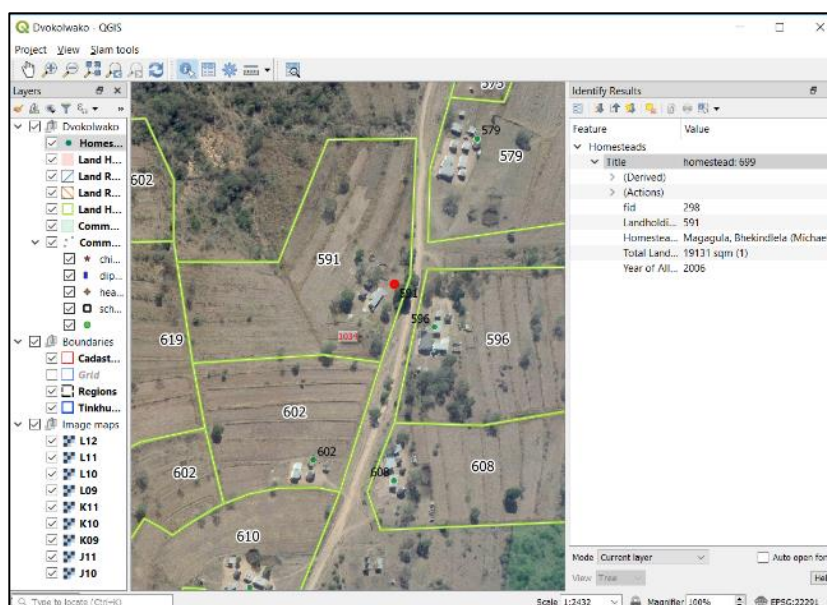 Dvokolwako - QGIS
Project View Slam tools
Layers
Dvokolwako
Homes...
Land H...
Land R...
Land R...
Land H...
Comm...
Comm...
chi...
dip...
hea...
sch...
Boundaries
Cadast...
Grid
Regions
Tinkhu...
Image maps
L12
L11
L10
L09
K11
K10
K09
J11
J10
Type to locate (Ctrl+K)
575
579
579
602
591
591
596
596
619
602
602
602
608
608
610
Identify Results
Feature Value
Homesteads
Title homestead: 699
(Derived)
(Actions)
fid 298
Landholdi... 591
Homestea... Magagula, Bhekindlela (Michae
Total Land... 19131 sqm (1)
Year of All... 2006
Mode Current layer Auto open for
View Tree Hel
Scale 1:2432 Magnifier 100% EPSG:22291